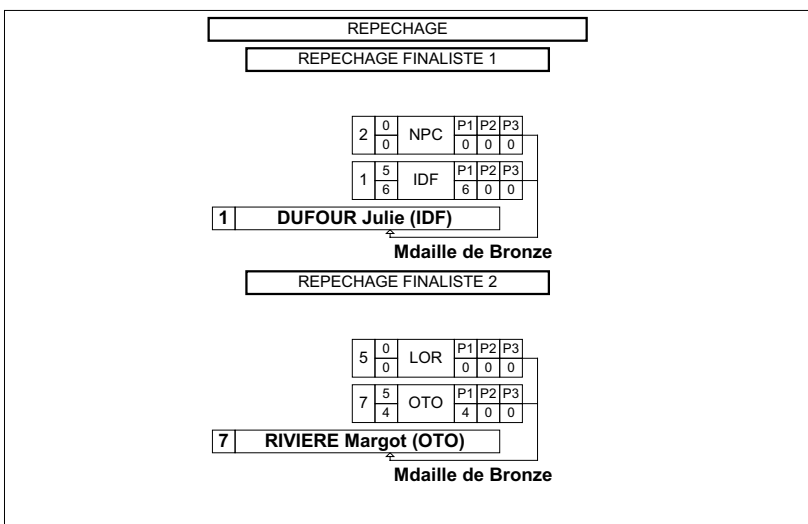 REPECHAGE
REPECHAGE FINALISTE 1
2 0 NPC P1 P2 P3
0 0 0 0
1 5 IDF P1 P2 P3
6 6 0 0
1 DUFOUR Julie (IDF)
Mdaille de Bronze
REPECHAGE FINALISTE 2
5 0 LOR P1 P2 P3
0 0 0 0
7 5 OTO P1 P2 P3
4 4 0 0
7 RIVIERE Margot (OTO)
Mdaille de Bronze